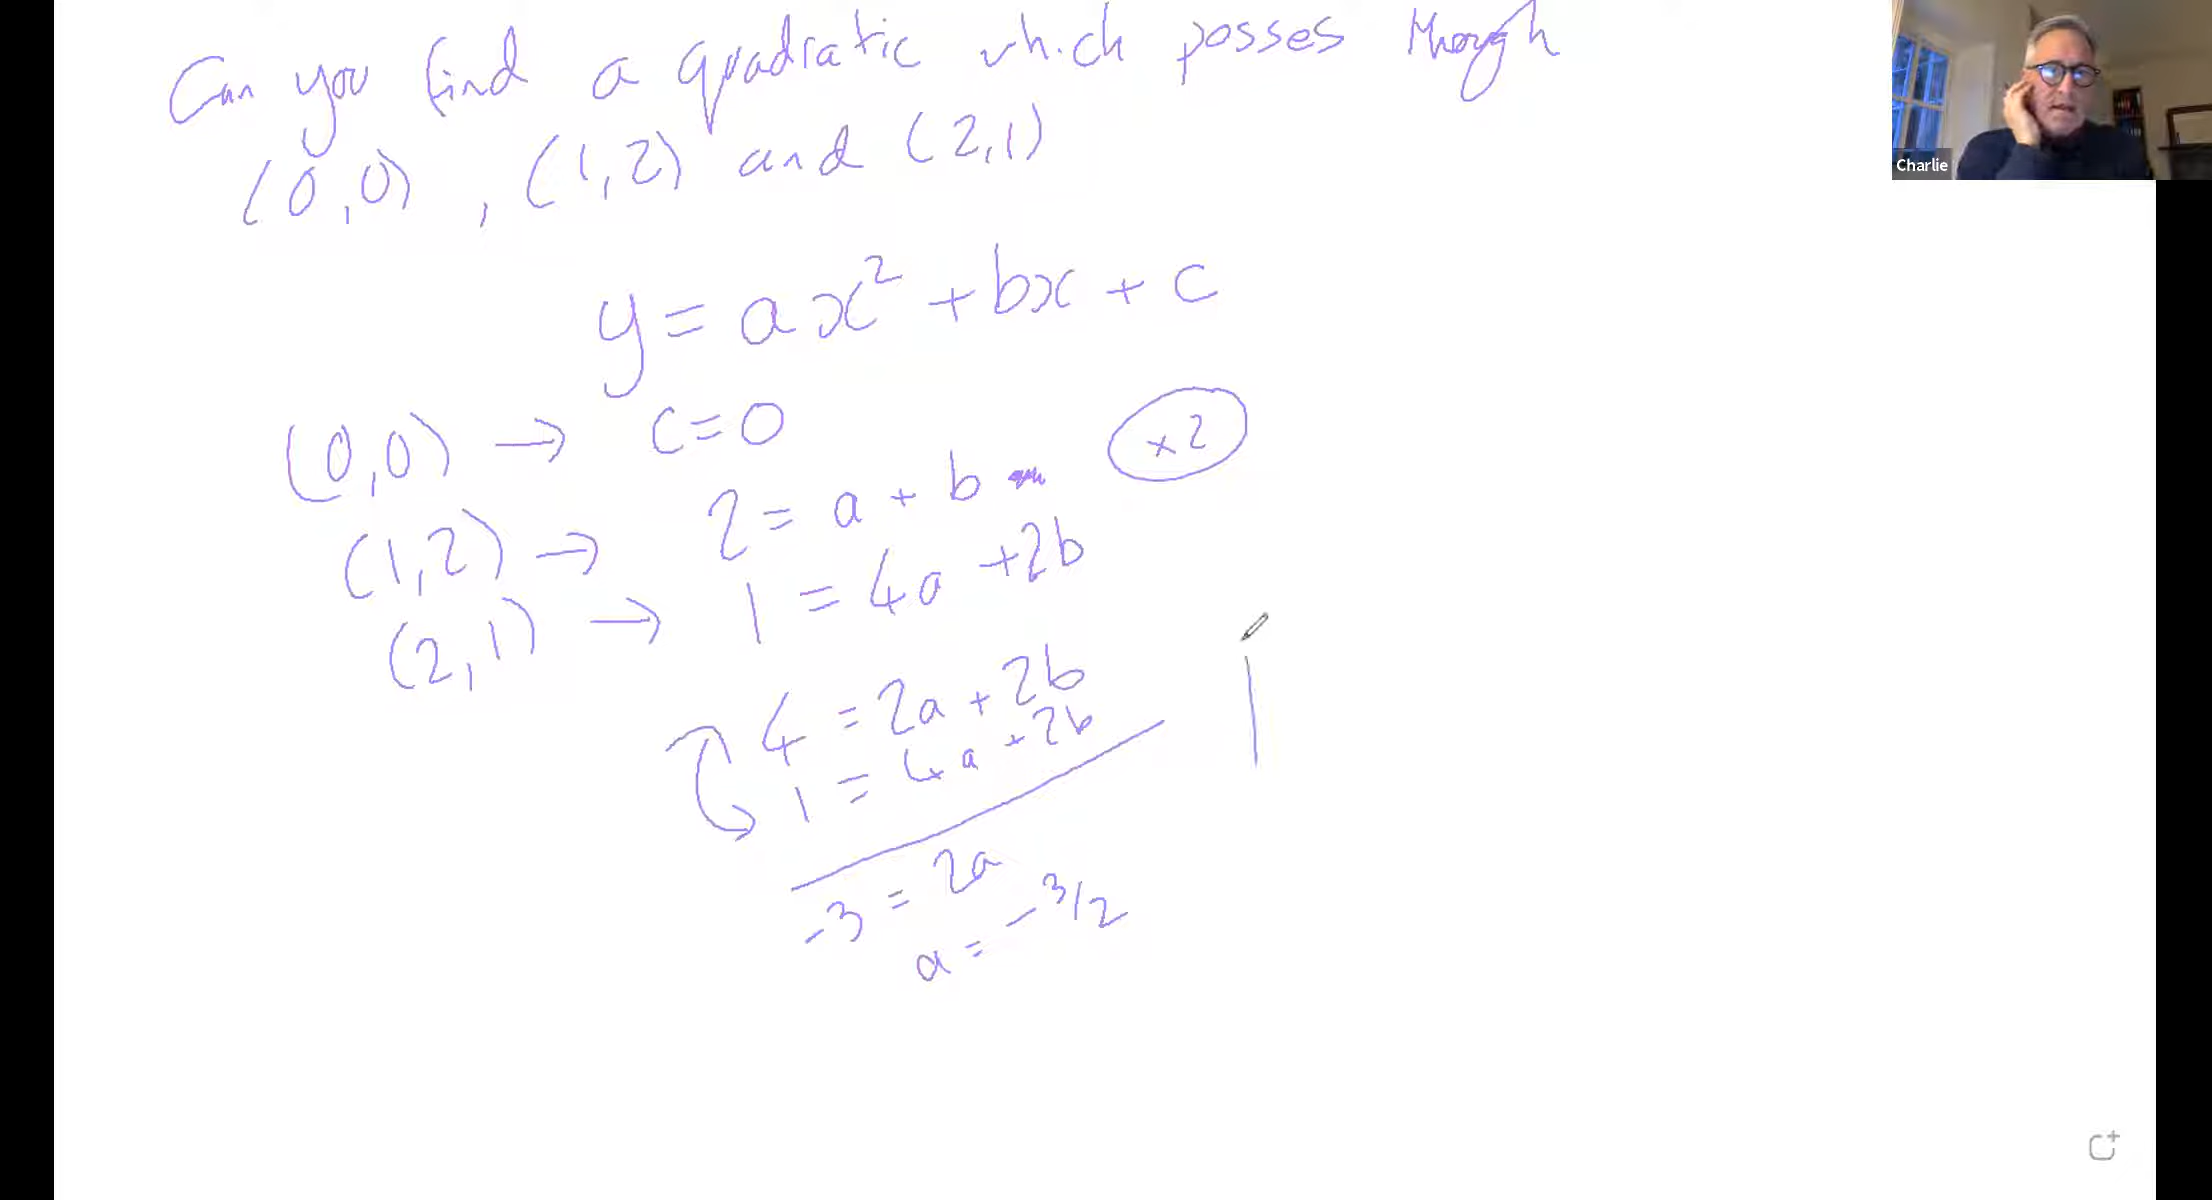 Can you find a quadratic which passes through
(0,0) , (1,2) and (2,1)
y = ax² + bx + c
(0,0) → c = 0
×2
(1,2) → 2 = a + b
(2,1) → 1 = 4a + 2b
4 = 2a + 2b
1 = 4a + 2b
-3 = 2a
a = -3/2
Charlie